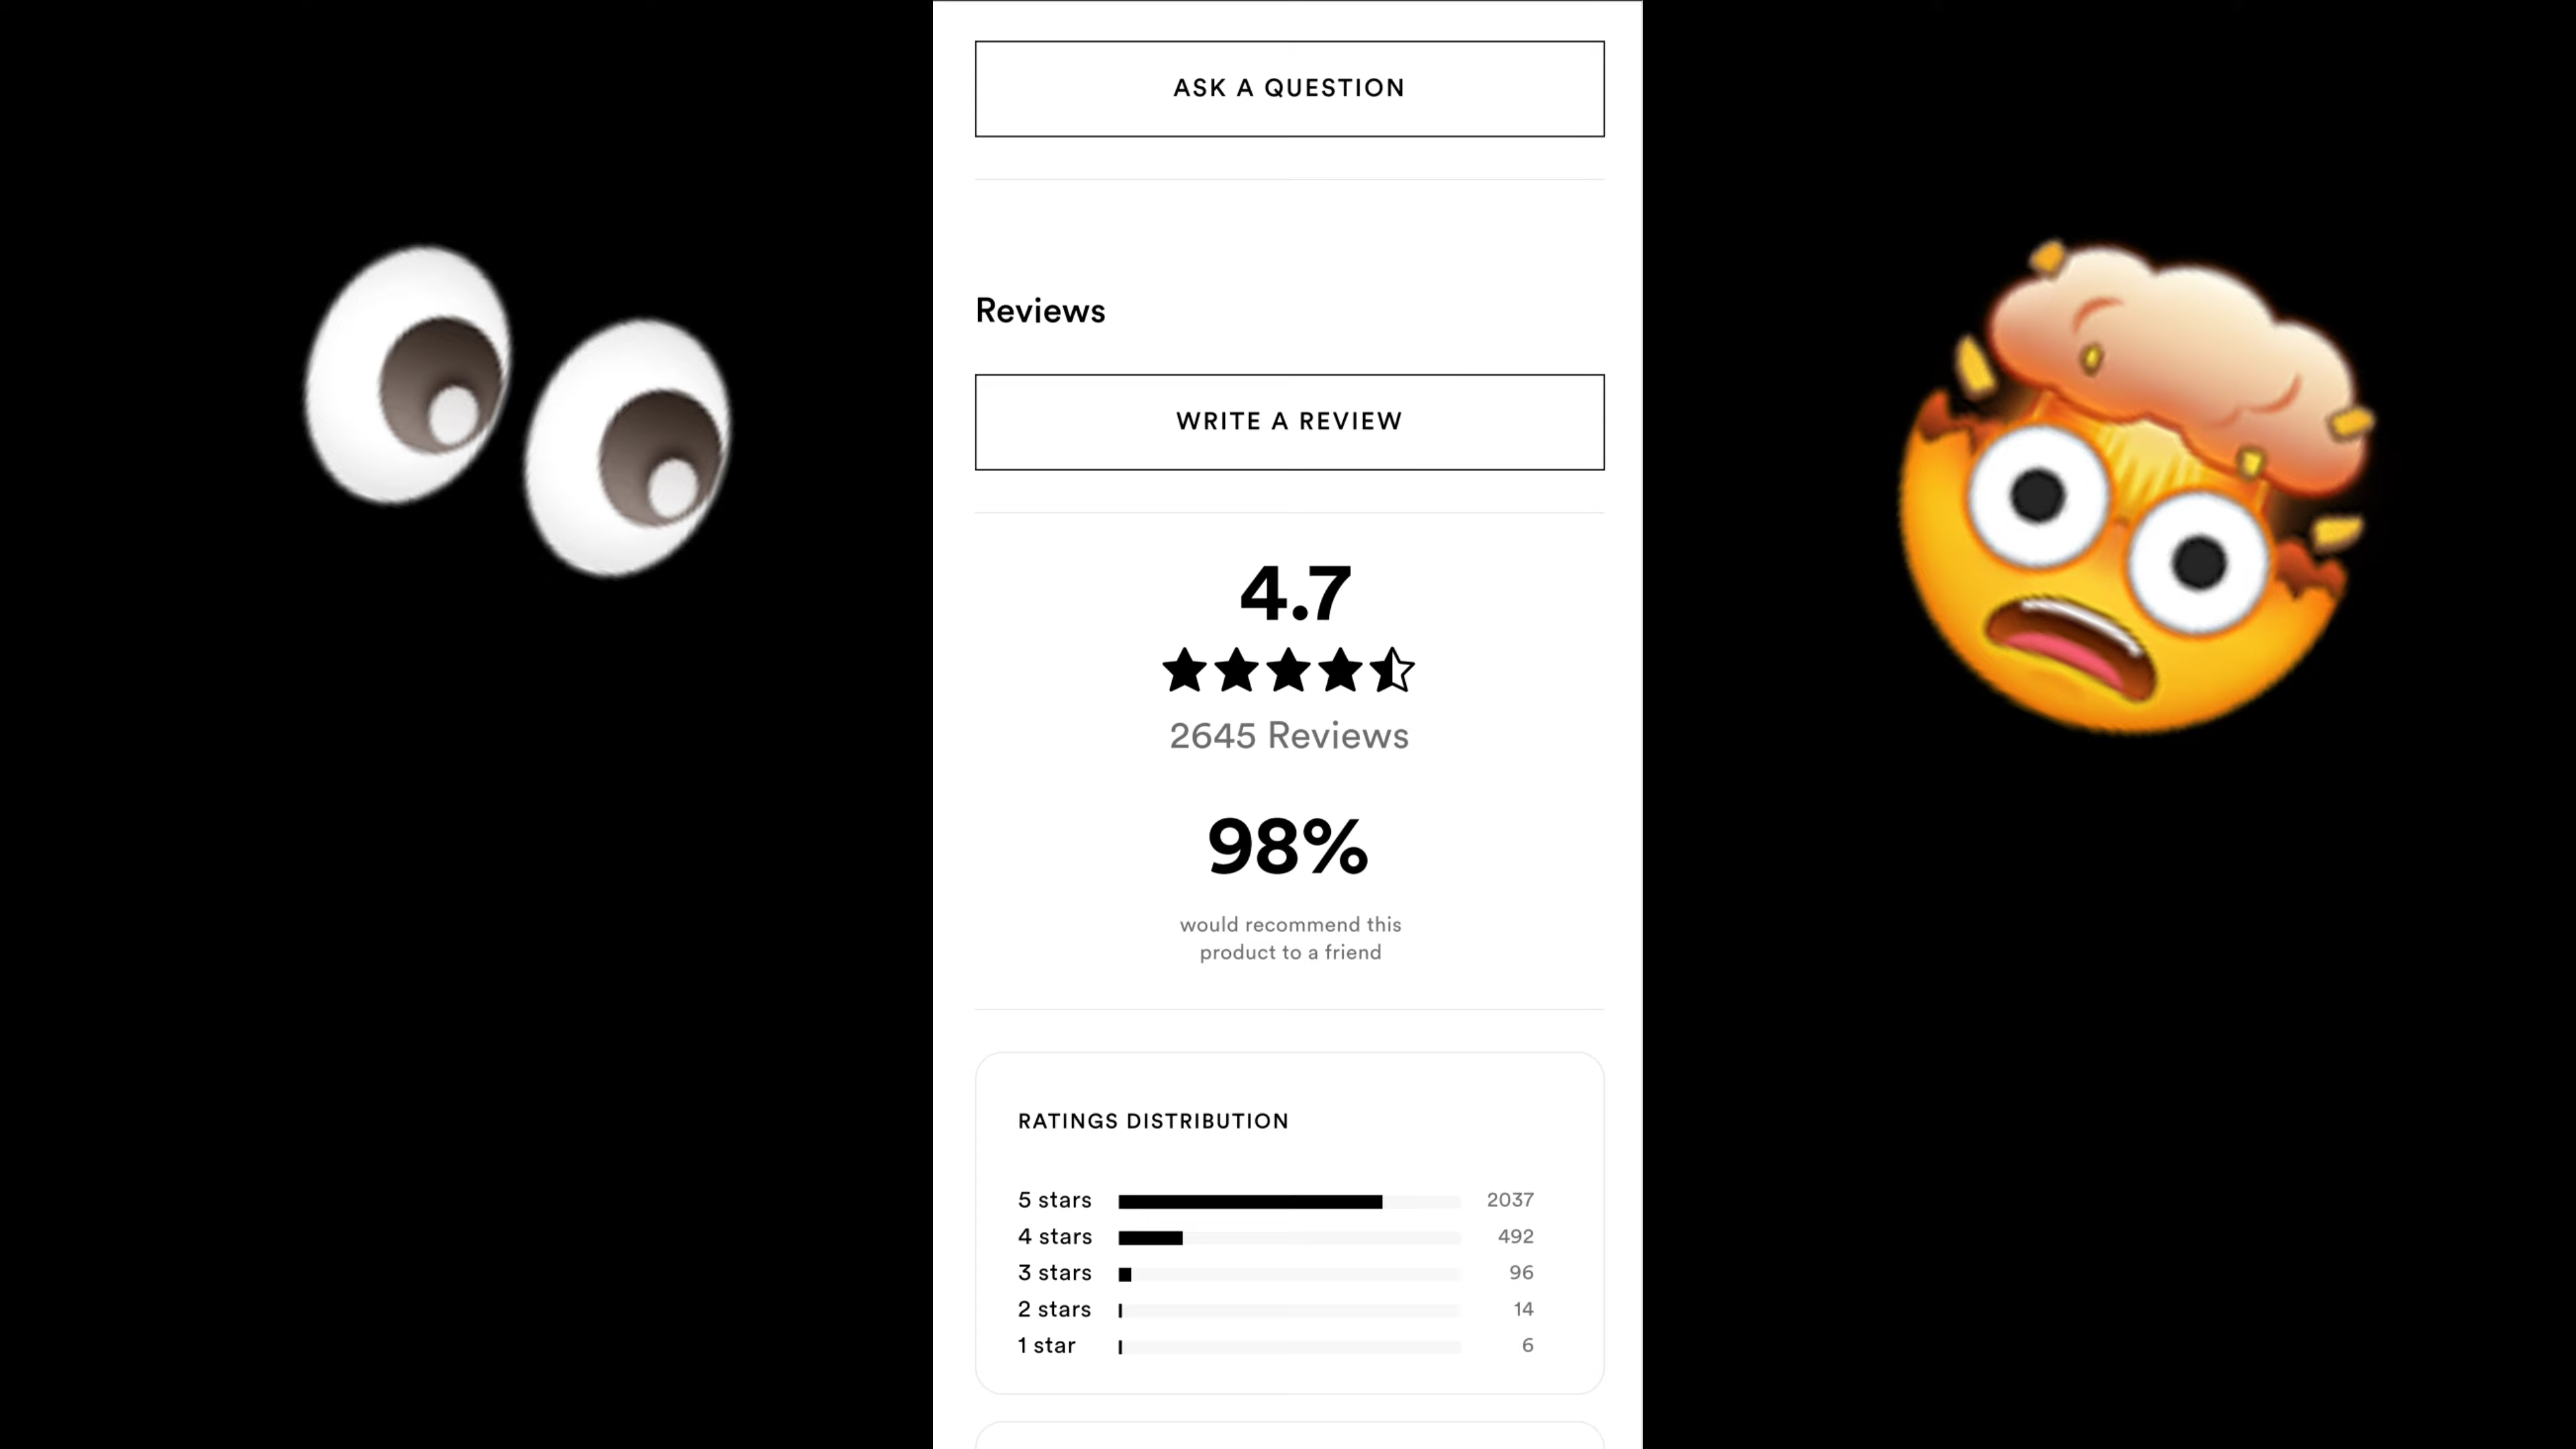 ASK A QUESTION
Reviews
WRITE A REVIEW
4.7
2645 Reviews
98%
would recommend this
product to a friend
RATINGS DISTRIBUTION
5 stars 2037
4 stars 492
3 stars 96
2 stars 14
1 star 6